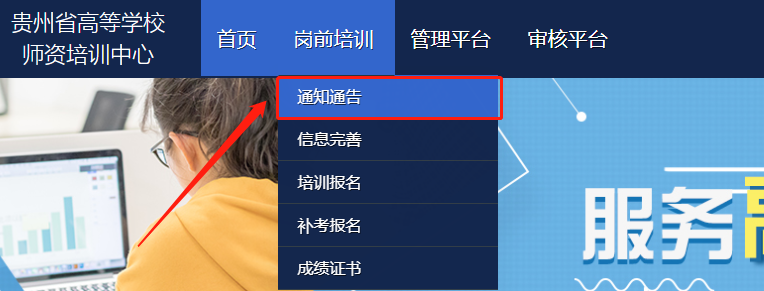 贵州省高等学校
师资培训中心
首页 岗前培训 管理平台 审核平台
通知通告
信息完善
培训报名
补考报名
成绩证书
服务